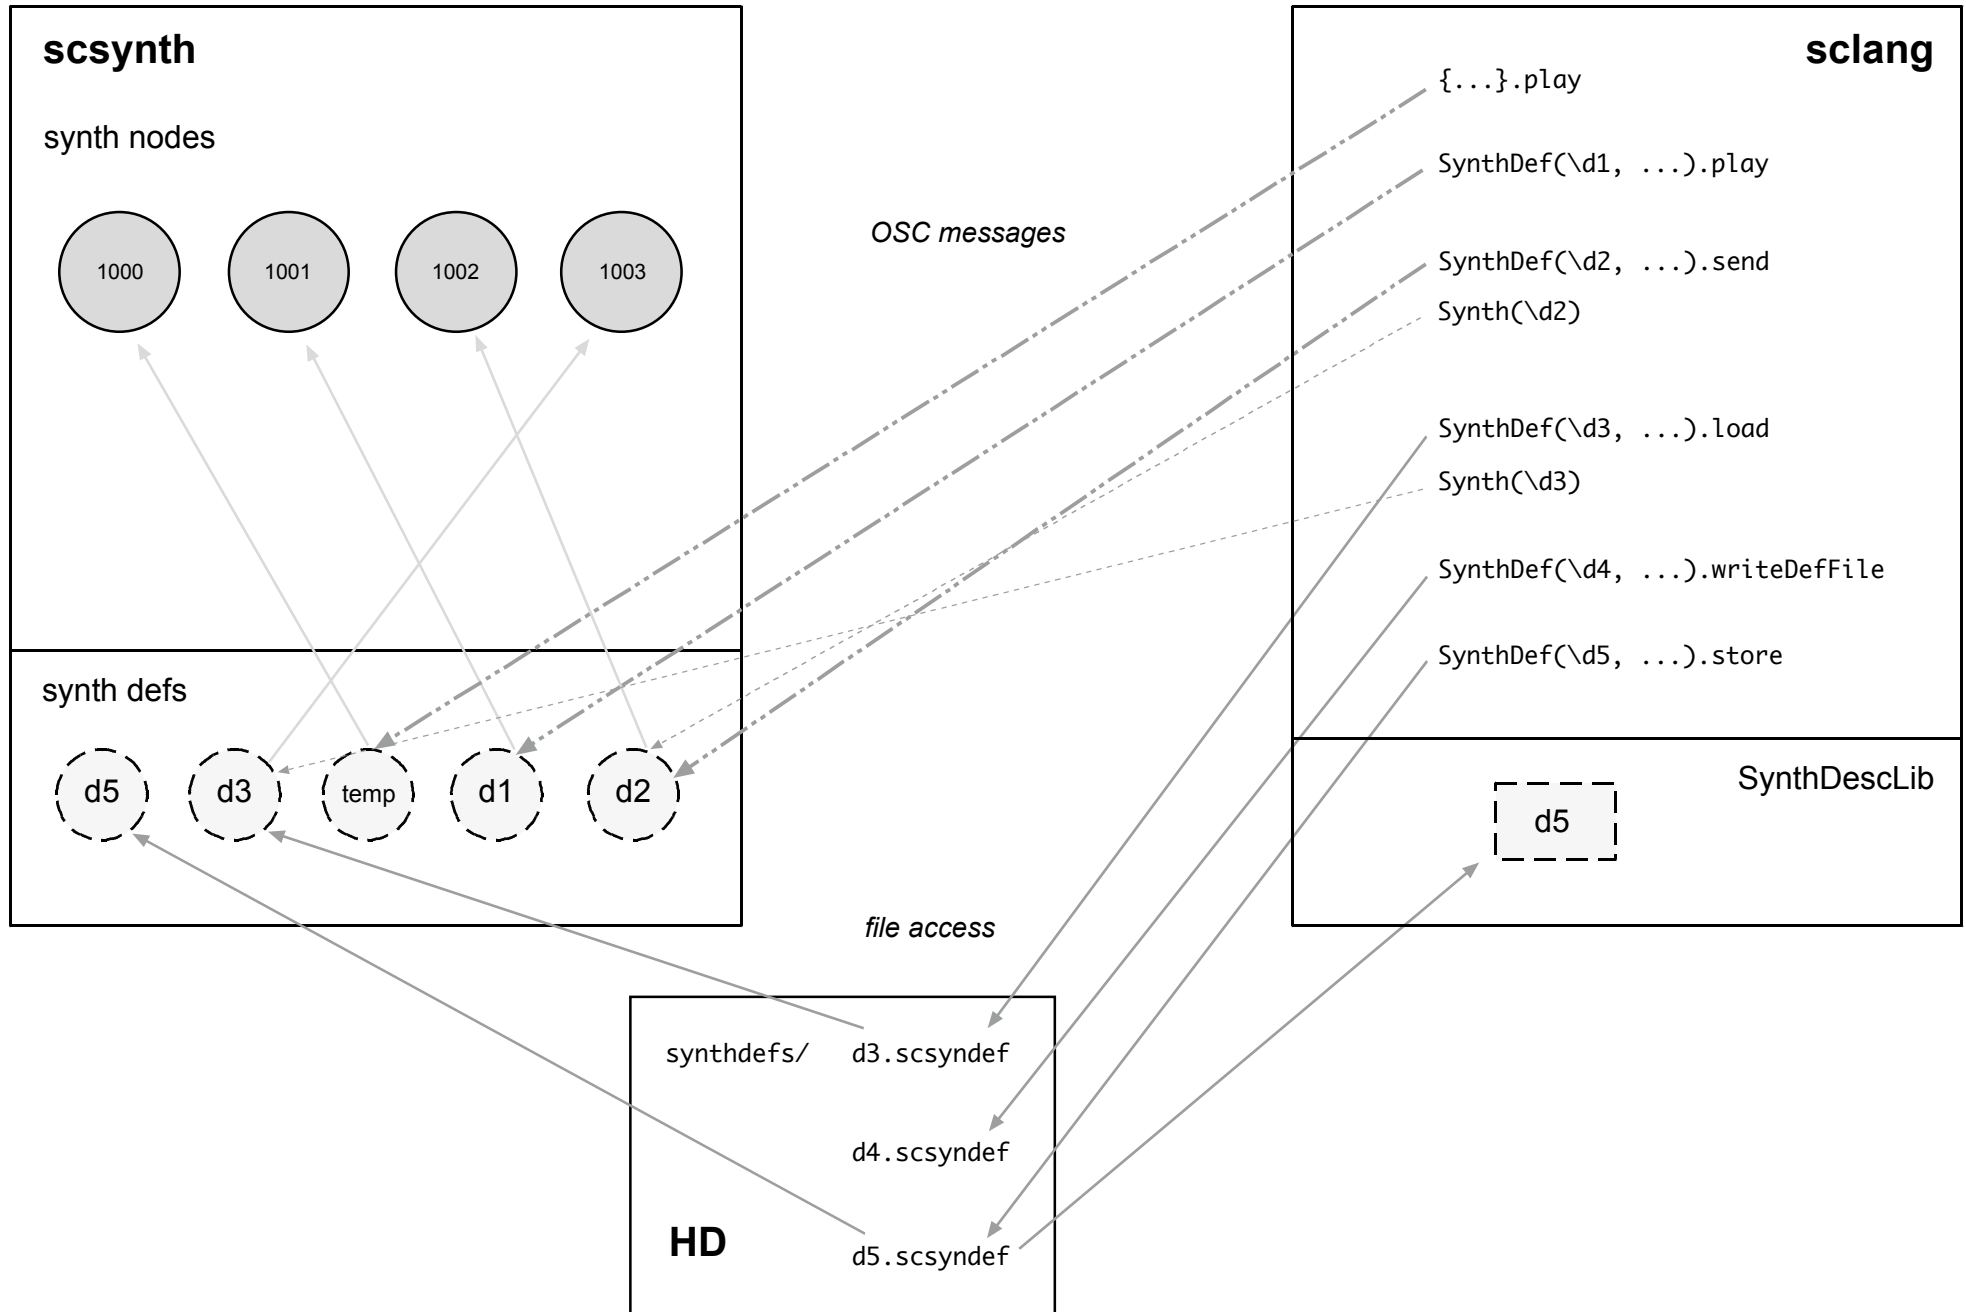 scsynth
synth nodes
1000
1001
1002
1003
synth defs
d5
d3
temp
d1
d2
OSC messages
file access
sclang
{...}.play
SynthDef(\d1, ...).play
SynthDef(\d2, ...).send
Synth(\d2)
SynthDef(\d3, ...).load
Synth(\d3)
SynthDef(\d4, ...).writeDefFile
SynthDef(\d5, ...).store
SynthDescLib
d5
synthdefs/ d3.scsyndef
d4.scsyndef
HD
d5.scsyndef